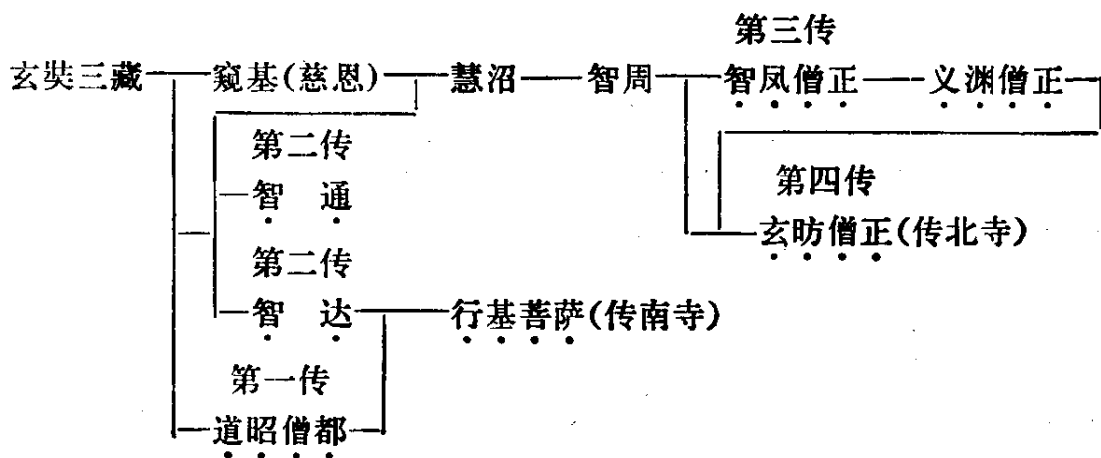 第三传
玄奘三藏 窥基(慈恩) 慧沼 智周 智凤僧正 义渊僧正
第二传
第四传
智 通
玄昉僧正(传北寺)
第二传
智 达 行基菩萨(传南寺)
第一传
道昭僧都